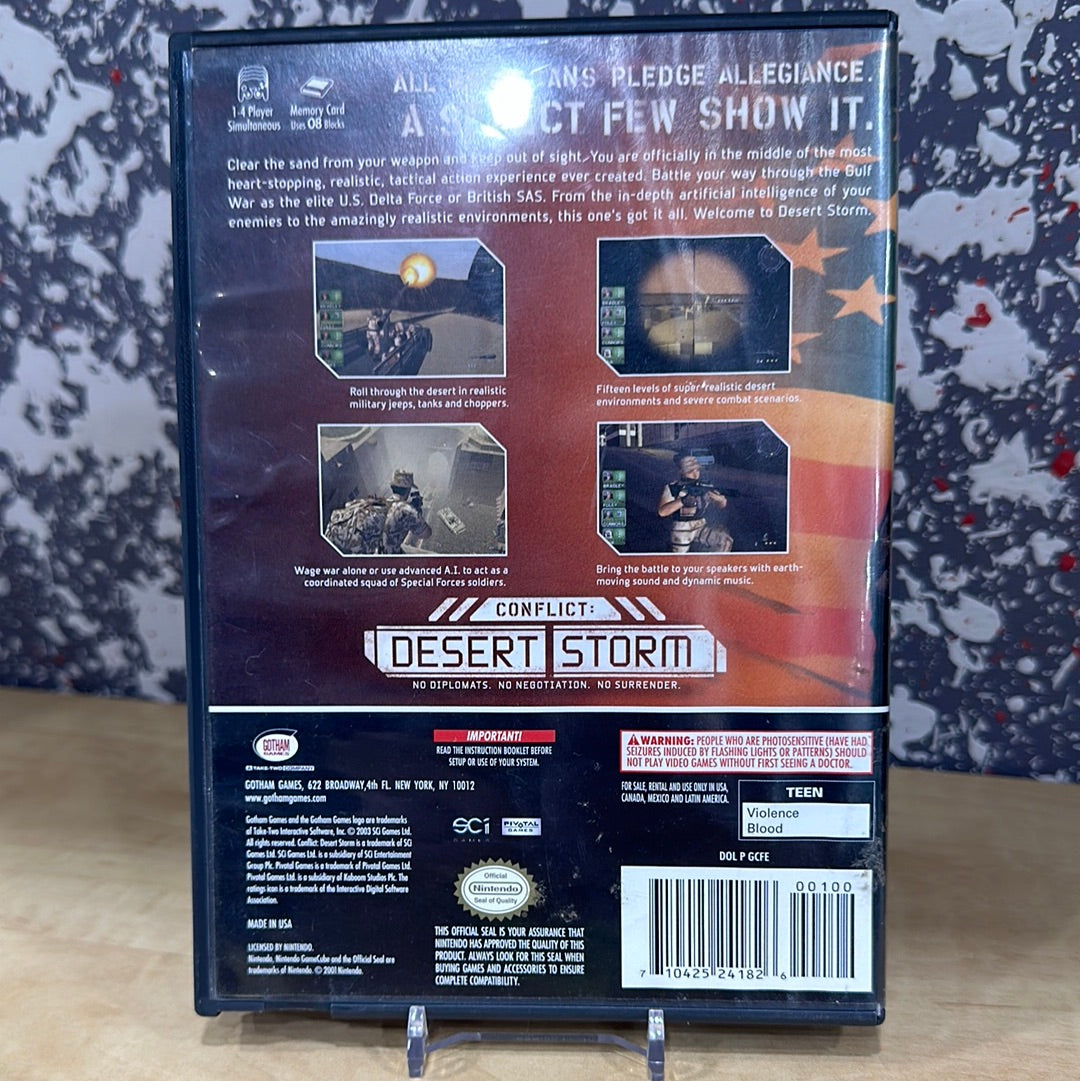 1-4 Player
Simultaneous
Memory Card
Uses 08 Blocks
ALL ANS PLEDGE ALLEGIANCE.
A FEW SHOW IT.
Clear the sand from your weapon and keep out of sight. You are officially in the middle of the most
heart-stopping, realistic, tactical action experience ever created. Battle your way through the Gulf
War as the elite U.S. Delta Force or British SAS. From the in-depth artificial intelligence of your
enemies to the amazingly realistic environments, this one's got it all. Welcome to Desert Storm.
Roll through the desert in realistic
military jeeps, tanks and choppers.
Fifteen levels of super realistic desert
environments and severe combat scenarios.
Wage war alone or use advanced A.I. to act as a
coordinated squad of Special Forces soldiers.
Bring the battle to your speakers with earth-
moving sound and dynamic music.
CONFLICT:
DESERT STORM
NO DIPLOMATS. NO NEGOTIATION. NO SURRENDER.
GOTHAM
GAMES
A TAKE-TWO COMPANY
GOTHAM GAMES, 622 BROADWAY, 4th FL. NEW YORK, NY 10012
www.gothamgames.com
Gotham Games and the Gotham Games logo are trademarks
of Take-Two Interactive Software, Inc. © 2003 SCi Games Ltd.
All rights reserved. Conflict: Desert Storm is a trademark of SCi
Games Ltd. SCi Games Ltd. is a subsidiary of SCi Entertainment
Group Plc. Pivotal Games is a trademark of Pivotal Games Ltd.
Pivotal Games Ltd. is a subsidiary of Kaboom Studios Plc. The
ratings icon is a trademark of the Interactive Digital Software
Association.
MADE IN USA
LICENSED BY NINTENDO.
Nintendo, Nintendo GameCube and the Official Seal are
trademarks of Nintendo. © 2001 Nintendo.
IMPORTANT!
READ THE INSTRUCTION BOOKLET BEFORE
SETUP OR USE OF YOUR SYSTEM.
SCi
GAMES
PIVOTAL
GAMES
Official
Nintendo
Seal of Quality
THIS OFFICIAL SEAL IS YOUR ASSURANCE THAT
NINTENDO HAS APPROVED THE QUALITY OF THIS
PRODUCT. ALWAYS LOOK FOR THIS SEAL WHEN
BUYING GAMES AND ACCESSORIES TO ENSURE
COMPLETE COMPATIBILITY.
WARNING: PEOPLE WHO ARE PHOTOSENSITIVE (HAVE HAD
SEIZURES INDUCED BY FLASHING LIGHTS OR PATTERNS) SHOULD
NOT PLAY VIDEO GAMES WITHOUT FIRST SEEING A DOCTOR.
FOR SALE, RENTAL AND USE ONLY IN USA,
CANADA, MEXICO AND LATIN AMERICA.
TEEN
Violence
Blood
DOL P GCFE
00100
7 10425 24182 6